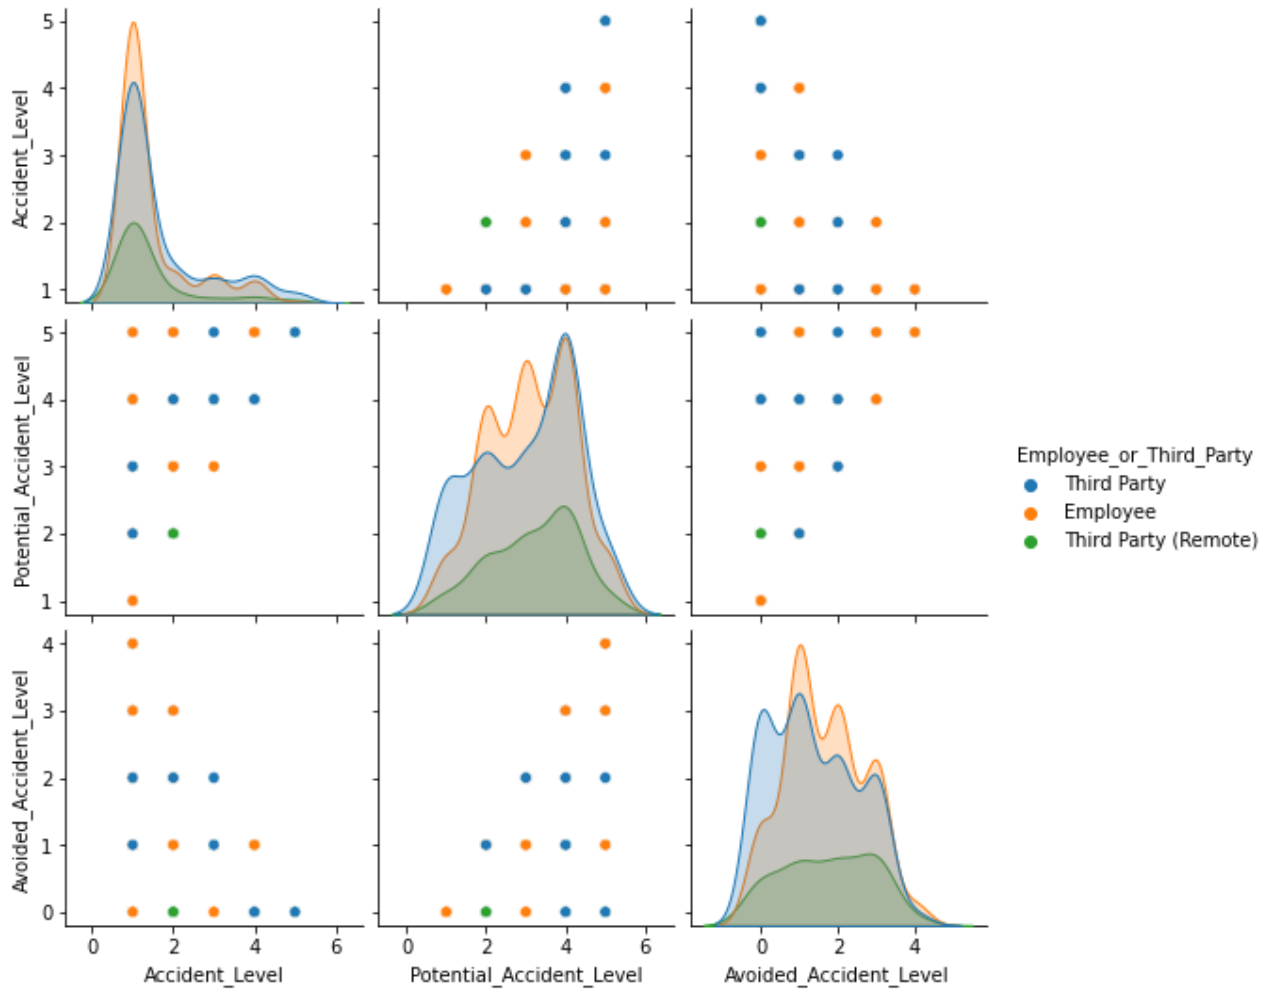 Accident_Level
5
4
3
2
1
Potential_Accident_Level
5
4
3
2
1
Employee_or_Third_Party
Third Party
Employee
Third Party (Remote)
Avoided_Accident_Level
4
3
2
1
0
0 2 4 6
0 2 4 6
0 2 4
Accident_Level
Potential_Accident_Level
Avoided_Accident_Level